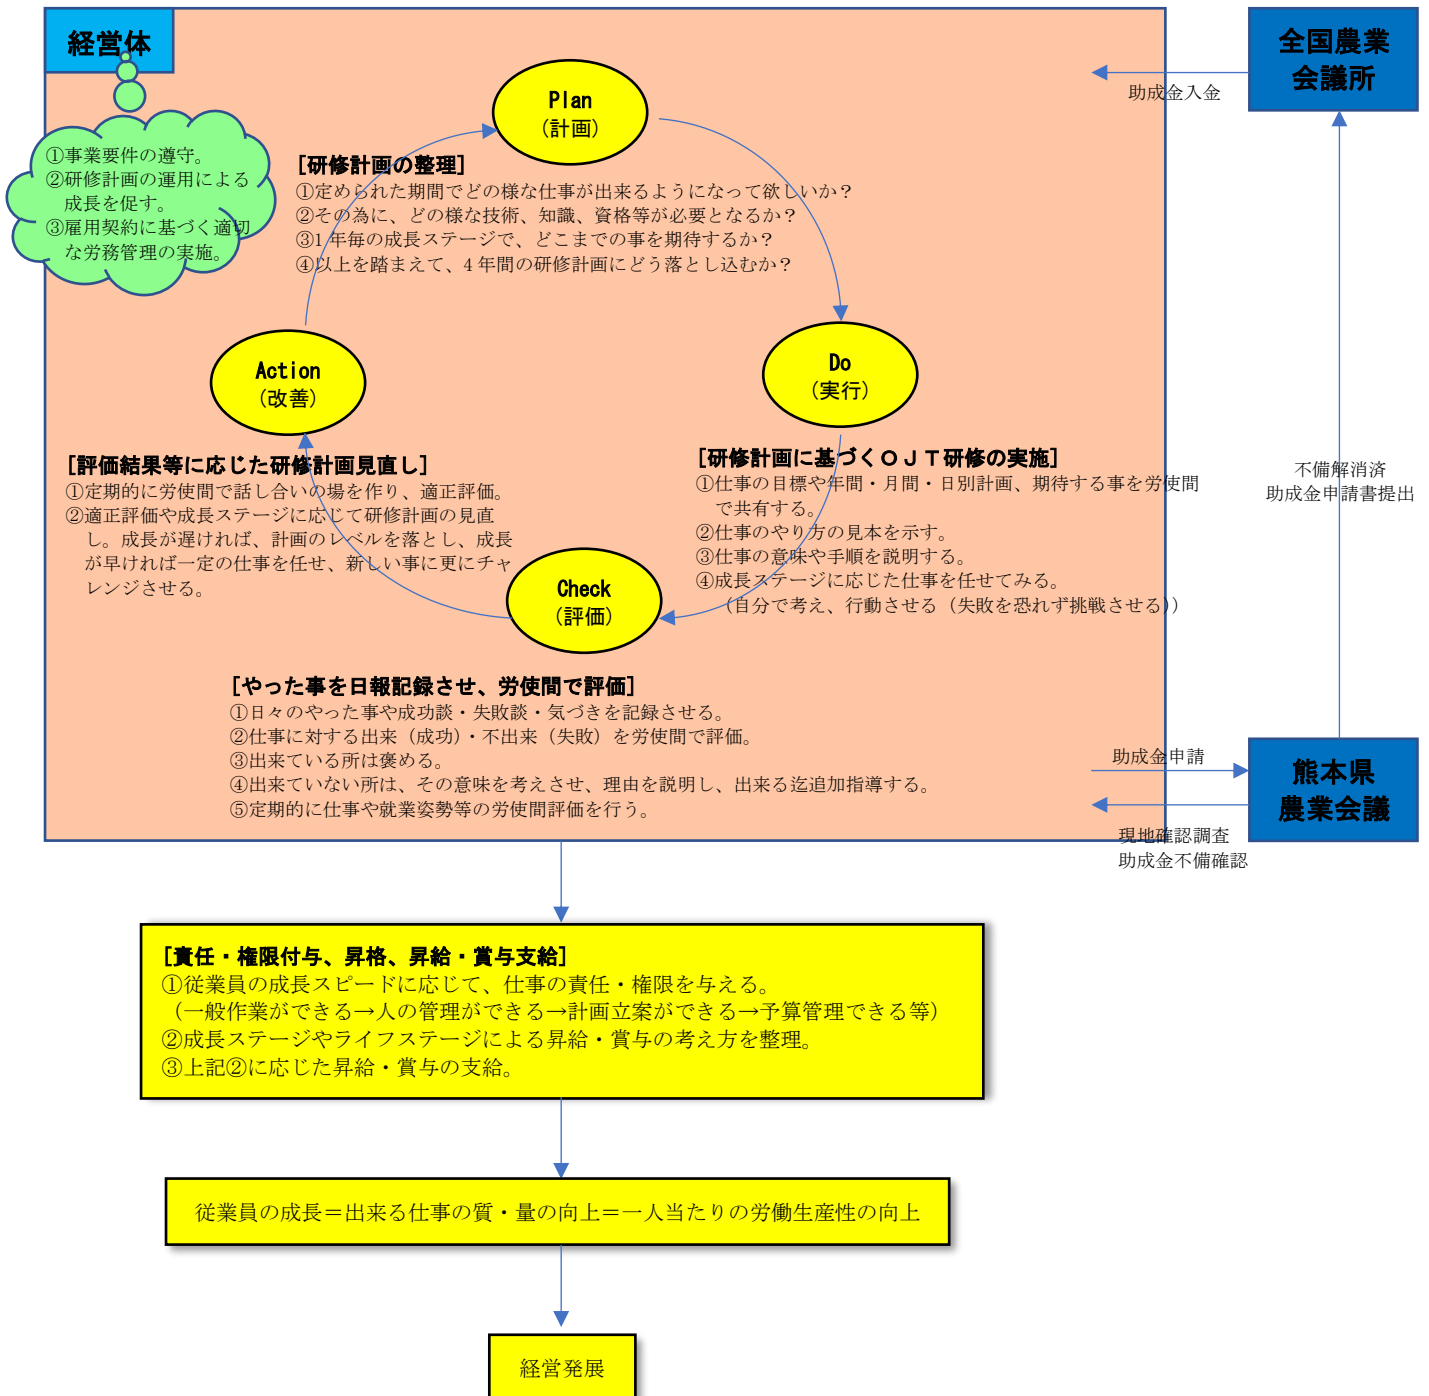 経営体
①事業要件の遵守。
②研修計画の運用による
成長を促す。
③雇用契約に基づく適切
な労務管理の実施。
Plan
(計画)
[研修計画の整理]
①定められた期間でどの様な仕事が出来るようになって欲しいか？
②その為に、どの様な技術、知識、資格等が必要となるか？
③1 年毎の成長ステージで、どこまでの事を期待するか？
④以上を踏まえて、4 年間の研修計画にどう落とし込むか？
Do
(実行)
[研修計画に基づくＯＪＴ研修の実施]
①仕事の目標や年間・月間・日別計画、期待する事を労使間
で共有する。
②仕事のやり方の見本を示す。
③仕事の意味や手順を説明する。
④成長ステージに応じた仕事を任せてみる。
（自分で考え、行動させる（失敗を恐れず挑戦させる））
Action
(改善)
[評価結果等に応じた研修計画見直し]
①定期的に労使間で話し合いの場を作り、適正評価。
②適正評価や成長ステージに応じて研修計画の見直
し。成長が遅ければ、計画のレベルを落とし、成長
が早ければ一定の仕事を任せ、新しい事に更にチャ
レンジさせる。
Check
(評価)
[やった事を日報記録させ、労使間で評価]
①日々のやった事や成功談・失敗談・気づきを記録させる。
②仕事に対する出来（成功）・不出来（失敗）を労使間で評価。
③出来ている所は褒める。
④出来ていない所は、その意味を考えさせ、理由を説明し、出来る迄追加指導する。
⑤定期的に仕事や就業姿勢等の労使間評価を行う。
全国農業
会議所
助成金入金
不備解消済
助成金申請書提出
助成金申請
熊本県
農業会議
現地確認調査
助成金不備確認
[責任・権限付与、昇格、昇給・賞与支給]
①従業員の成長スピードに応じて、仕事の責任・権限を与える。
（一般作業ができる→人の管理ができる→計画立案ができる→予算管理できる等）
②成長ステージやライフステージによる昇給・賞与の考え方を整理。
③上記②に応じた昇給・賞与の支給。
従業員の成長＝出来る仕事の質・量の向上＝一人当たりの労働生産性の向上
経営発展